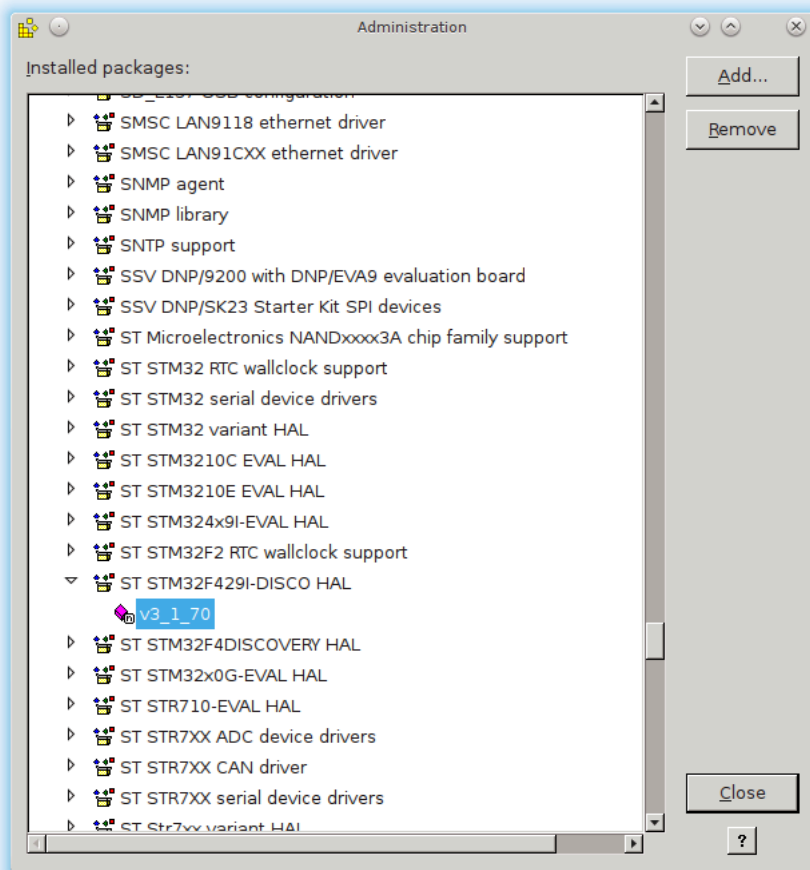 Administration
Installed packages:
Add...
Remove
SMSC LAN9118 ethernet driver
SMSC LAN91CXX ethernet driver
SNMP agent
SNMP library
SNTP support
SSV DNP/9200 with DNP/EVA9 evaluation board
SSV DNP/SK23 Starter Kit SPI devices
ST Microelectronics NANDxxxx3A chip family support
ST STM32 RTC wallclock support
ST STM32 serial device drivers
ST STM32 variant HAL
ST STM3210C EVAL HAL
ST STM3210E EVAL HAL
ST STM324x9I-EVAL HAL
ST STM32F2 RTC wallclock support
ST STM32F429I-DISCO HAL
v3_1_70
ST STM32F4DISCOVERY HAL
ST STM32x0G-EVAL HAL
ST STR710-EVAL HAL
ST STR7XX ADC device drivers
ST STR7XX CAN driver
ST STR7XX serial device drivers
ST Str7xx variant HAL
Close
?